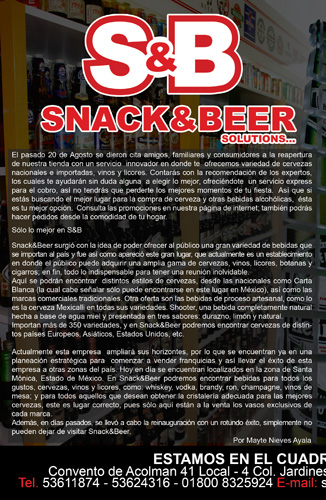 S&B
SNACK&BEER
SOLUTIONS...
El pasado 20 de Agosto se dieron cita amigos, familiares y consumidores a la reapertura
de nuestra tienda con un servicio innovador en donde te ofrecemos variedad de cervezas
nacionales e importadas, vinos y licores. Contarás con la recomendación de los expertos,
los cuales te ayudarán sin duda alguna a elegir lo mejor, ofreciéndote un servicio express
para el cobro, así no tendrás que perderte los mejores momentos de tu fiesta. Así que si
estás buscando el mejor lugar para la compra de cerveza y otras bebidas alcohólicas, ésta
es tu mejor opción. Consulta las promociones en nuestra página de internet; también podrás
hacer pedidos desde la comodidad de tu hogar.
Sólo lo mejor en S&B
Snack&Beer surgió con la idea de poder ofrecer al público una gran variedad de bebidas que
se importan al país y fue así como apareció este gran lugar, que actualmente es un establecimiento
en donde el público puede adquirir una amplia gama de cervezas, vinos, licores, botanas y
cigarros; en fin, todo lo indispensable para tener una reunión inolvidable.
Aquí se podrán encontrar distintos estilos de cervezas, desde las nacionales como Carta
Blanca (la cual cabe señalar solo puede encontrarse en este lugar en México), así como las
marcas comerciales tradicionales. Otra oferta son las bebidas de proceso artesanal, como lo
es la cerveza Mexicalli en todas sus variedades. Shooter, una bebida completamente natural
hecha a base de agua miel y presentada en tres sabores: durazno, limón y natural.
Importan más de 350 variedades, y en Snack&Beer podremos encontrar cervezas de distin-
tos países Europeos, Asiáticos, Estados Unidos, etc.
Actualmente esta empresa ampliará sus horizontes, por lo que se encuentra ya en una
planeación estratégica para comenzar a vender franquicias y así llevar el éxito de esta
empresa a otras zonas del país. Hoy en día se encuentran localizados en la zona de Santa
Mónica, Estado de México. En Snack&Beer podremos encontrar bebidas para todos los
gustos, cervezas, vinos y licores, como: whiskey, vodka, brandy, ron, champagne, vinos de
mesa; y para todos aquellos que desean obtener la cristalería adecuada para las mejores
cervezas, este es lugar correcto, pues sólo aquí están a la venta los vasos exclusivos de
cada marca.
Además, en días pasados, se llevó a cabo la reinauguración con un rotundo éxito, simplemente no
pueden dejar de visitar Snack&Beer.
Por Mayte Nieves Ayala
ESTAMOS EN EL CUADR
Convento de Acolman 41 Local - 4 Col. Jardines
Tel. 53611874 - 53624316 - 01800 8325924 E-mail: s